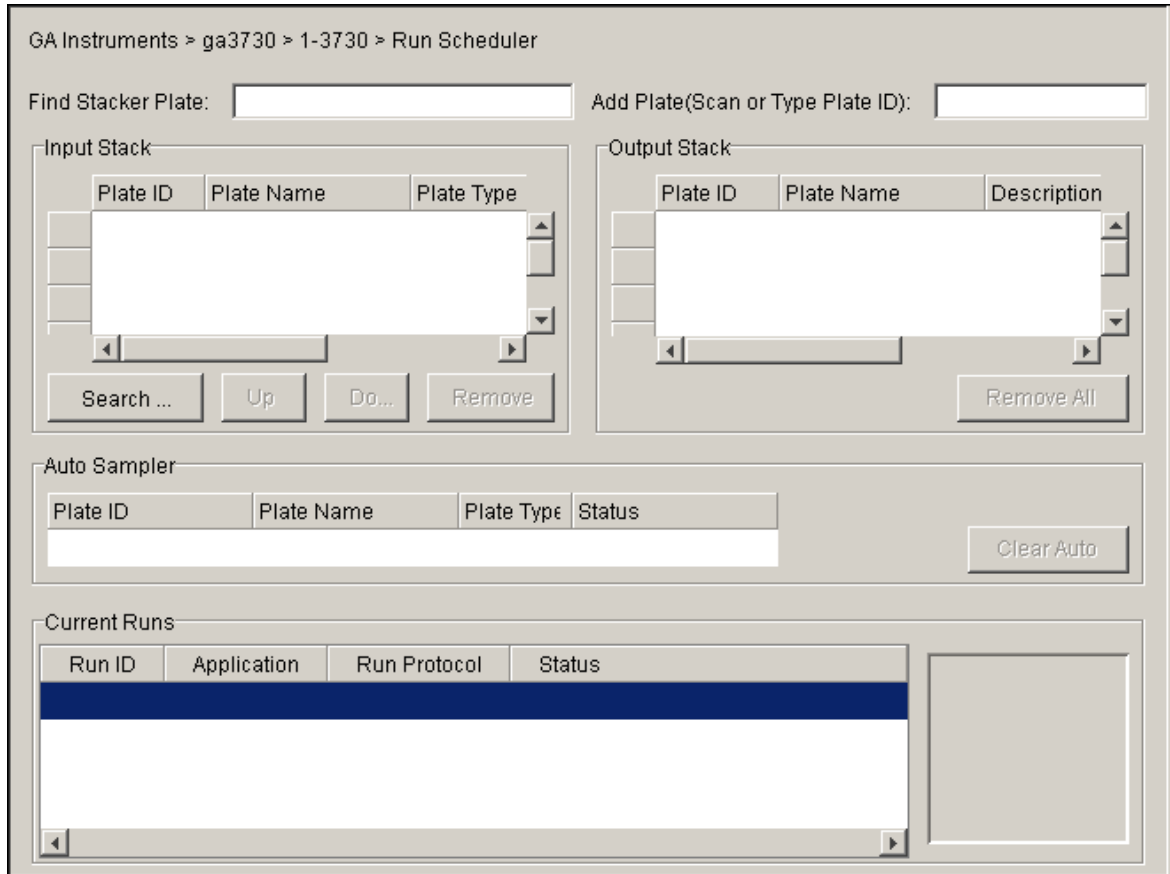 GA Instruments > ga3730 > 1-3730 > Run Scheduler
Find Stacker Plate:
Add Plate(Scan or Type Plate ID):
Input Stack
Plate ID Plate Name Plate Type
Search ... Up Do... Remove
Output Stack
Plate ID Plate Name Description
Remove All
Auto Sampler
Plate ID Plate Name Plate Type Status
Clear Auto
Current Runs
Run ID Application Run Protocol Status